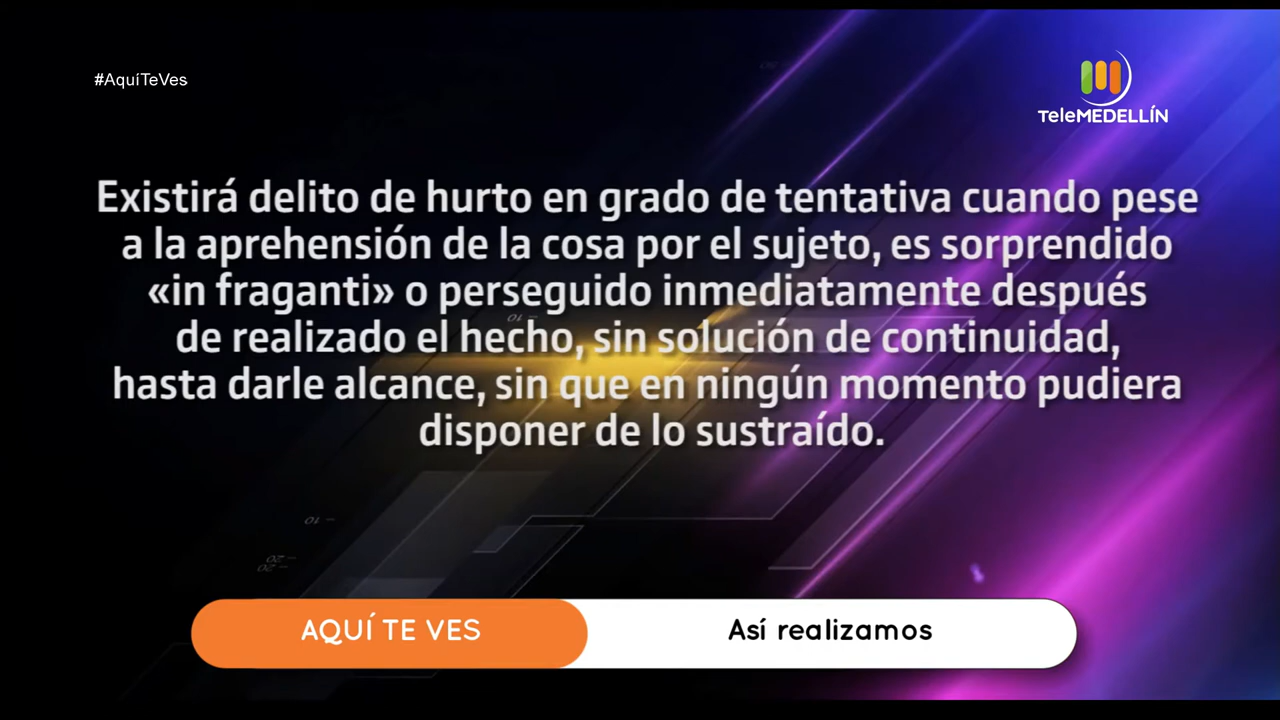 #AquíTeVes
TeleMEDELLÍN
Existirá delito de hurto en grado de tentativa cuando pese
a la aprehensión de la cosa por el sujeto, es sorprendido
«in fraganti» o perseguido inmediatamente después
de realizado el hecho, sin solución de continuidad,
hasta darle alcance, sin que en ningún momento pudiera
disponer de lo sustraído.
AQUÍ TE VES
Así realizamos